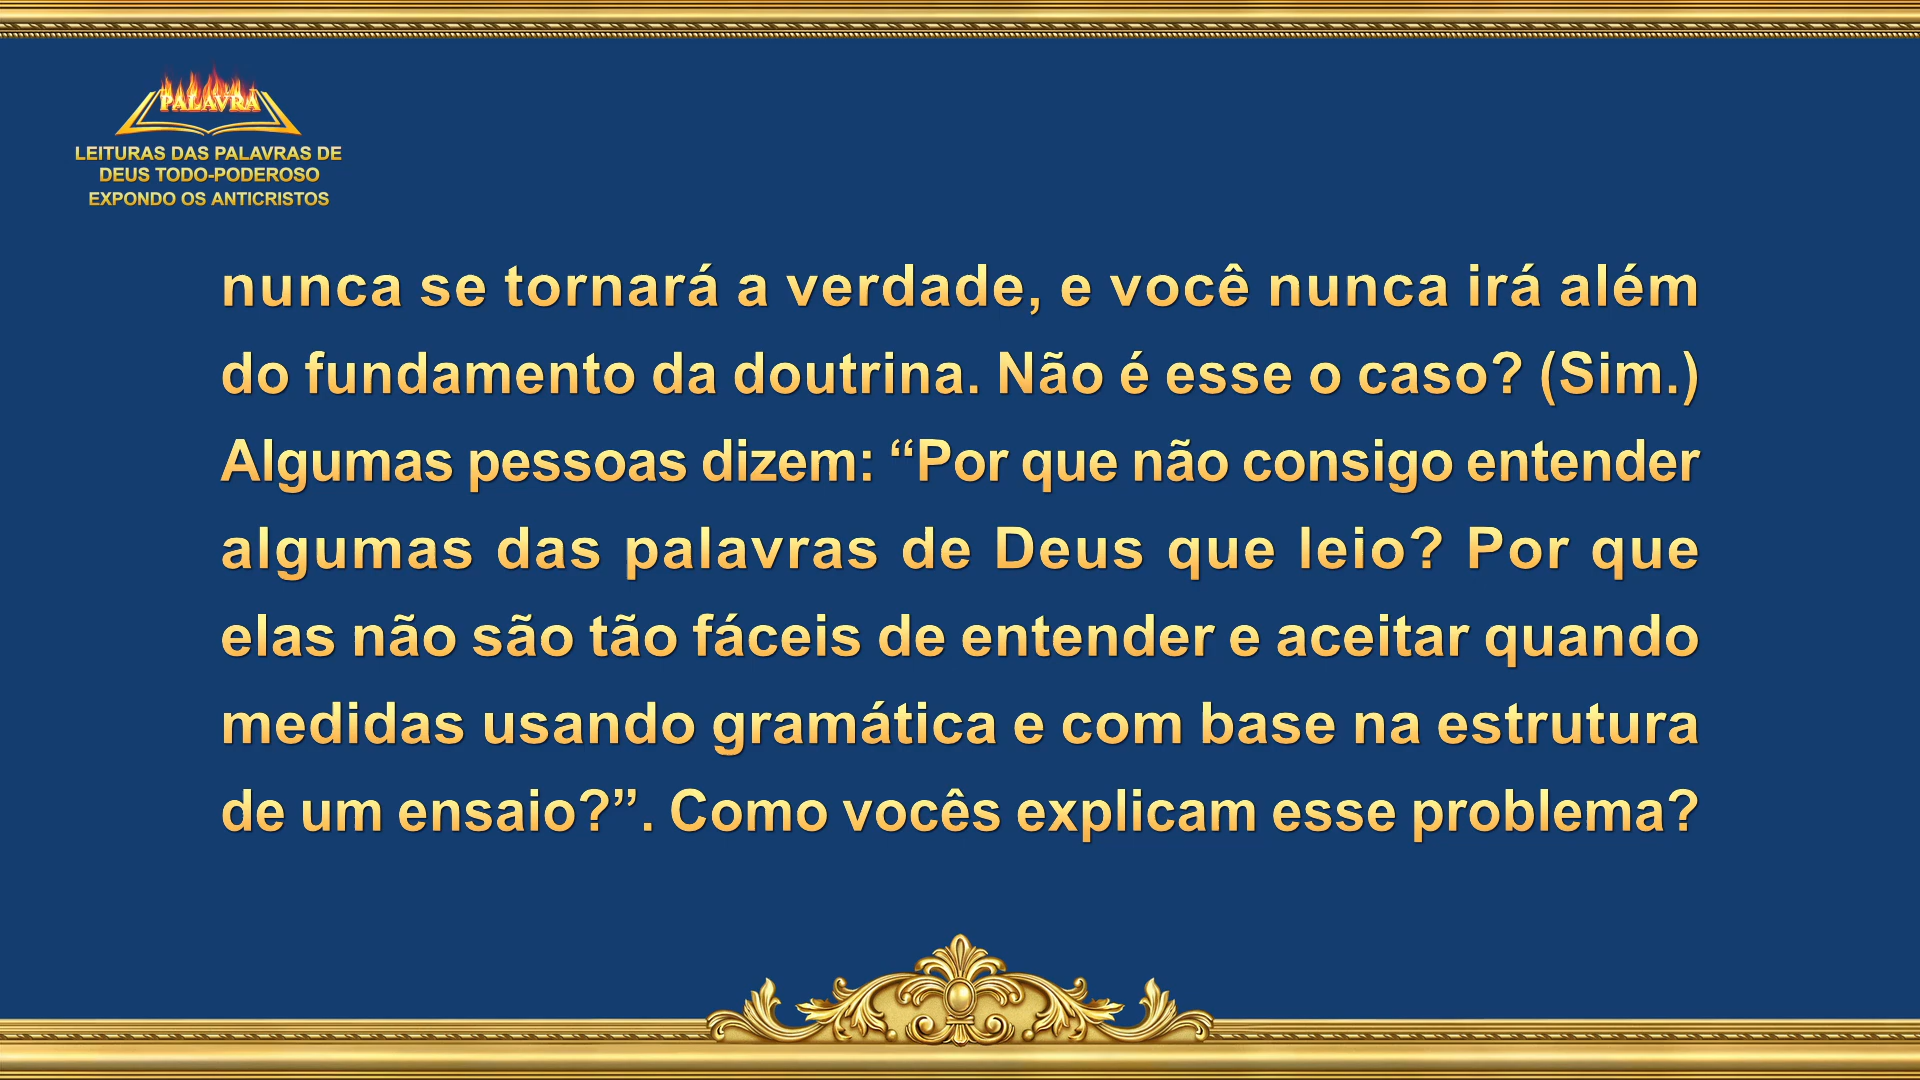 PALAVRA
LEITURAS DAS PALAVRAS DE
DEUS TODO-PODEROSO
EXPONDO OS ANTICRISTOS
nunca se tornará a verdade, e você nunca irá além
do fundamento da doutrina. Não é esse o caso? (Sim.)
Algumas pessoas dizem: “Por que não consigo entender
algumas das palavras de Deus que leio? Por que
elas não são tão fáceis de entender e aceitar quando
medidas usando gramática e com base na estrutura
de um ensaio?”. Como vocês explicam esse problema?